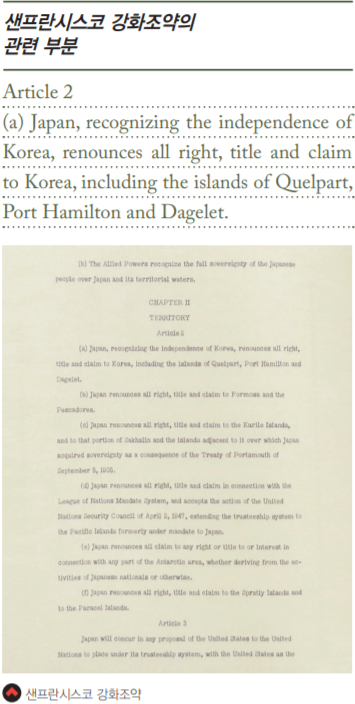 샌프란시스코 강화조약의
관련 부분
Article 2
(a) Japan, recognizing the independence of
Korea, renounces all right, title and claim
to Korea, including the islands of Quelpart,
Port Hamilton and Dagelet.
(b) The Allied Powers recognize the full sovereignty of the Japanese
people over Japan and its territorial waters.
CHAPTER II
TERRITORY
Article 2
(a) Japan, recognizing the independence of Korea, renounces all right,
title and claim to Korea, including the islands of Quelpart, Port Hamilton and
Dagelet.
(b) Japan renounces all right, title and claim to Formosa and the
Pescadores.
(c) Japan renounces all right, title and claim to the Kurile Islands,
and to that portion of Sakhalin and the islands adjacent to it over which Japan
acquired sovereignty as a consequence of the Treaty of Portsmouth of
September 5, 1905.
(d) Japan renounces all right, title and claim in connection with the
League of Nations Mandate System, and accepts the action of the United
Nations Security Council of April 2, 1947, extending the trusteeship system to
the Pacific Islands formerly under mandate to Japan.
(e) Japan renounces all claim to any right or title to or interest in
connection with any part of the Antarctic area, whether deriving from the ac-
tivities of Japanese nationals or otherwise.
(f) Japan renounces all right, title and claim to the Spratly Islands and
to the Paracel Islands.
Article 3
Japan will concur in any proposal of the United States to the United
Nations to place under its trusteeship system, with the United States as the
샌프란시스코 강화조약